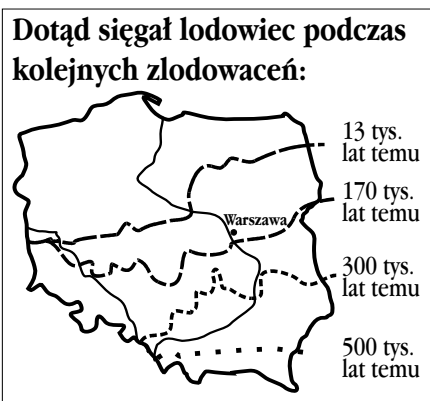 Dotąd sięgał lodowiec podczas
kolejnych zlodowaceń:
13 tys.
lat temu
170 tys.
lat temu
Warszawa
300 tys.
lat temu
500 tys.
lat temu